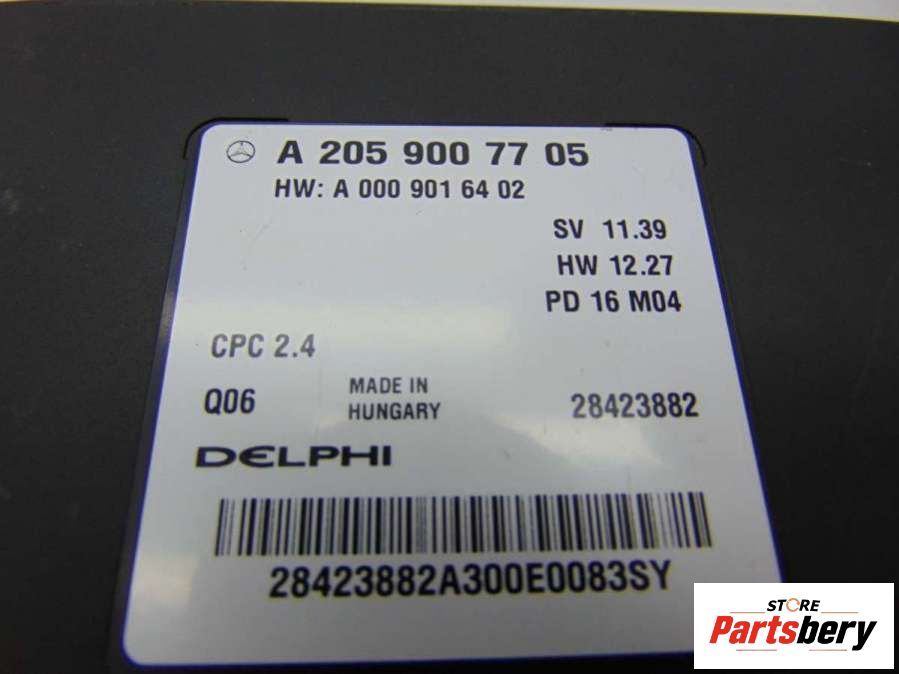 A 205 900 77 05
HW: A 000 901 64 02
SV 11.39
HW 12.27
PD 16 M04
CPC 2.4
Q06
MADE IN
HUNGARY
28423882
DELPHI
28423882A300E0083SY
STORE
Partsbery